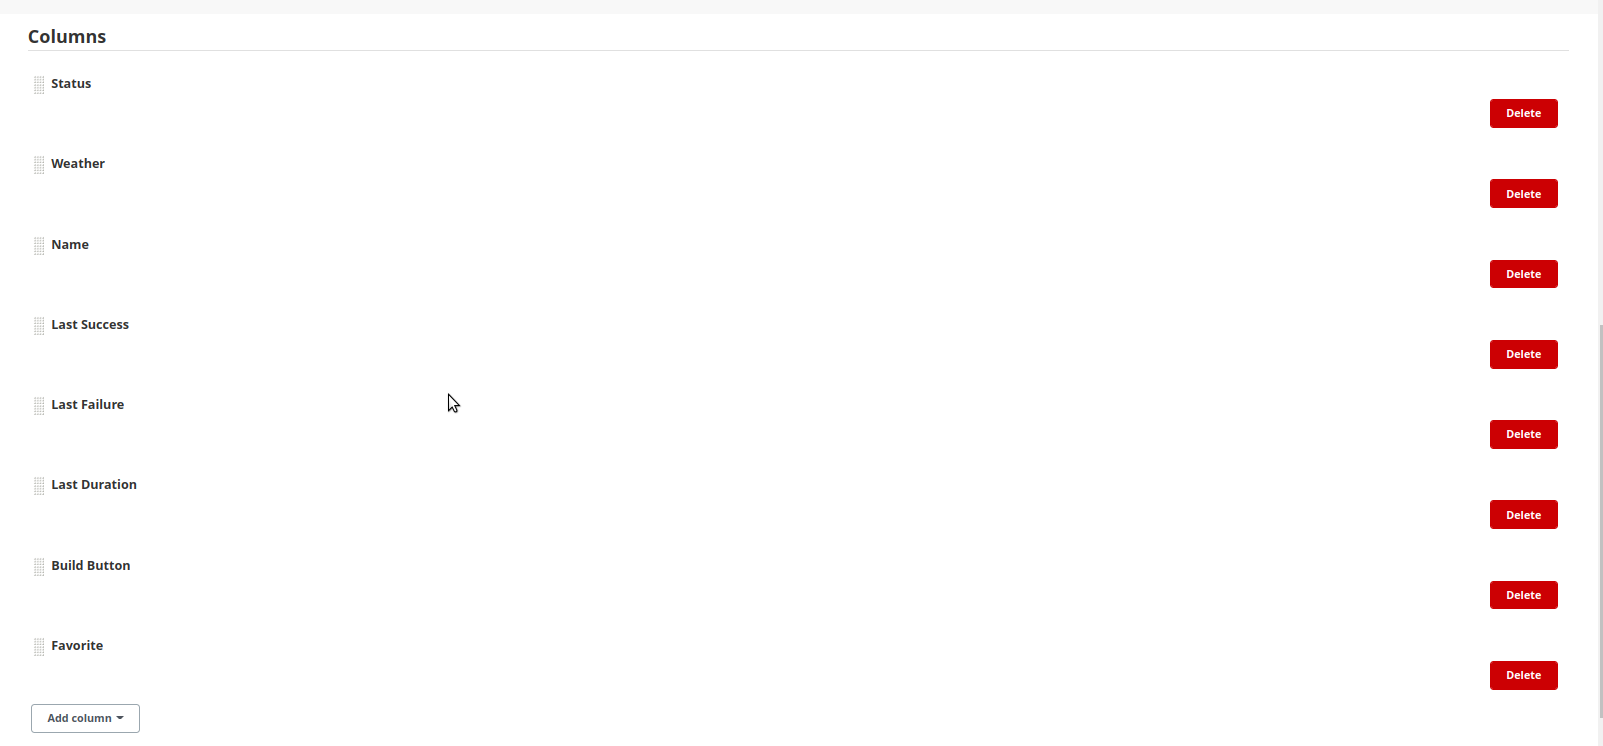 Columns
Status
Delete
Weather
Delete
Name
Delete
Last Success
Delete
Last Failure
Delete
Last Duration
Delete
Build Button
Delete
Favorite
Delete
Add column